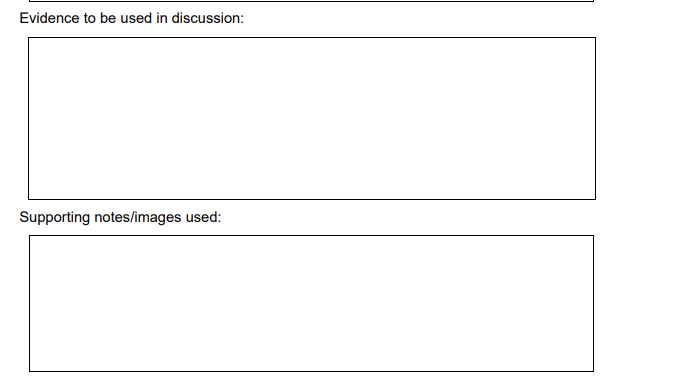 Evidence to be used in discussion:
Supporting notes/images used: